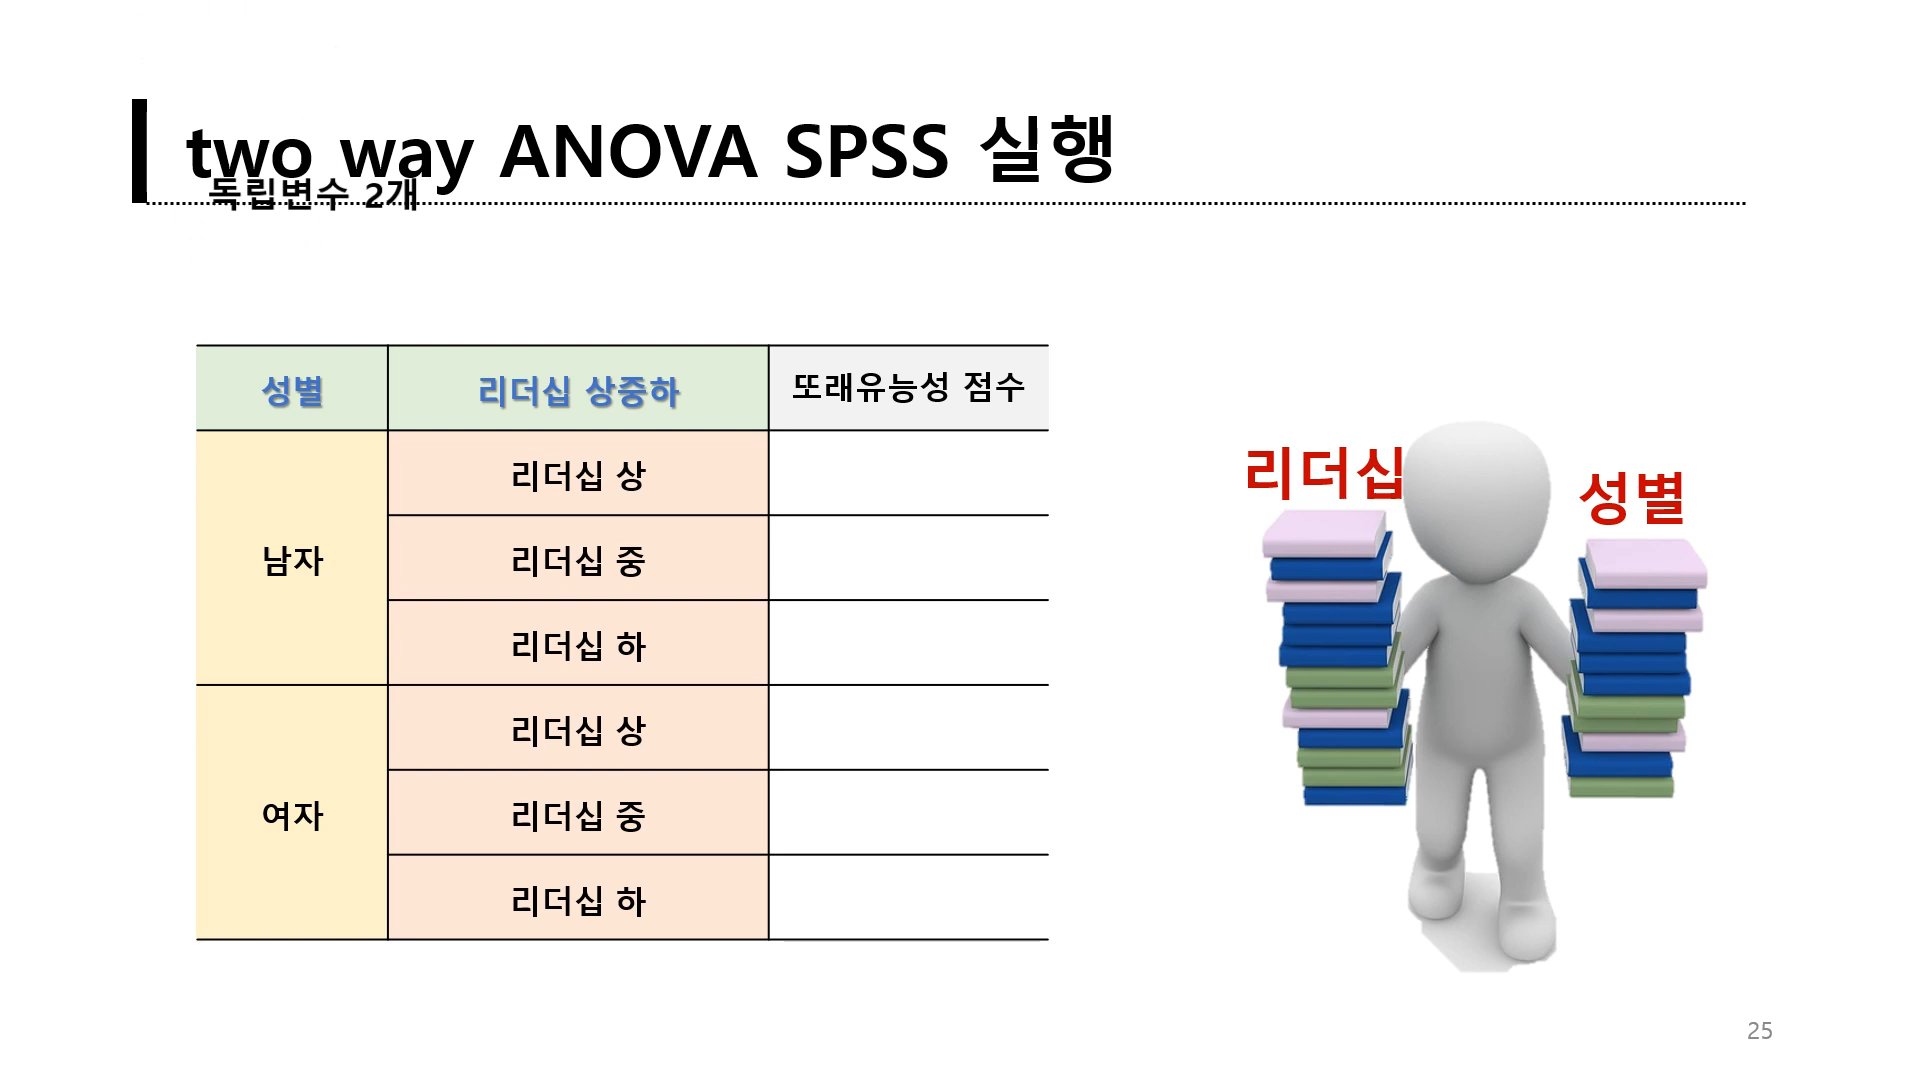 two way ANOVA SPSS 실행
독립변수 2개
성별 리더십 상중하 또래유능성 점수
남자
리더십 상
리더십 중
리더십 하
여자
리더십 상
리더십 중
리더십 하
리더십
성별
25